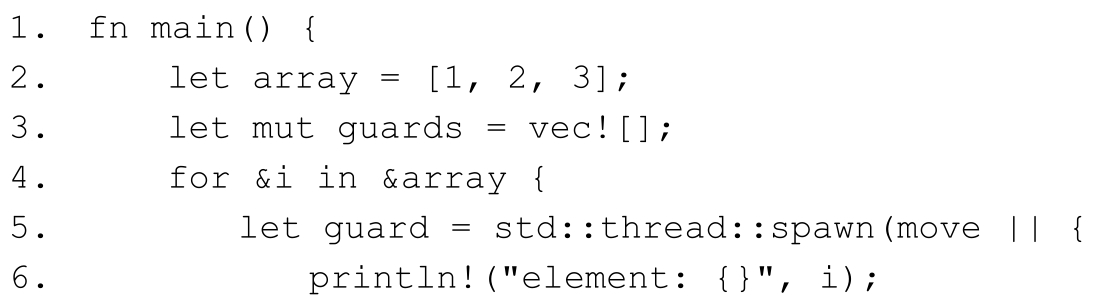 1. fn main() {
2.     let array = [1, 2, 3];
3.     let mut guards = vec![];
4.     for &i in &array {
5.         let guard = std::thread::spawn(move || {
6.             println!("element: {}", i);